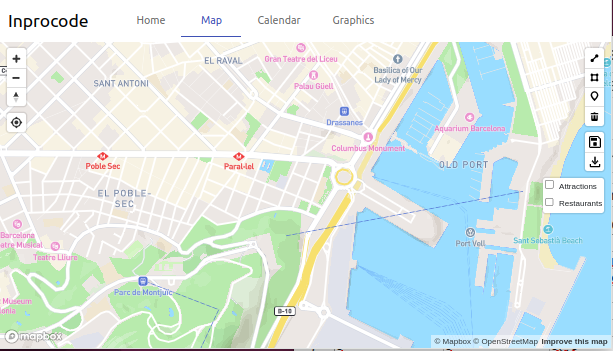 Inprocode
Home
Map
Calendar
Graphics
EL RAVAL
Gran Teatre del Liceu
Basilica of Our
Lady of Mercy
SANT ANTONI
Palau Güell
Drassanes
Aquarium Barcelona
Columbus Monument
Poble Sec
Paral·lel
OLD PORT
EL POBLE-
SEC
Attractions
Restaurants
Barcelona
Teatre Musical
Teatre Lliure
Port Vell
Sant Sebastià Beach
Parc de Montjuïc
Museum
B-10
mapbox
© Mapbox © OpenStreetMap Improve this map